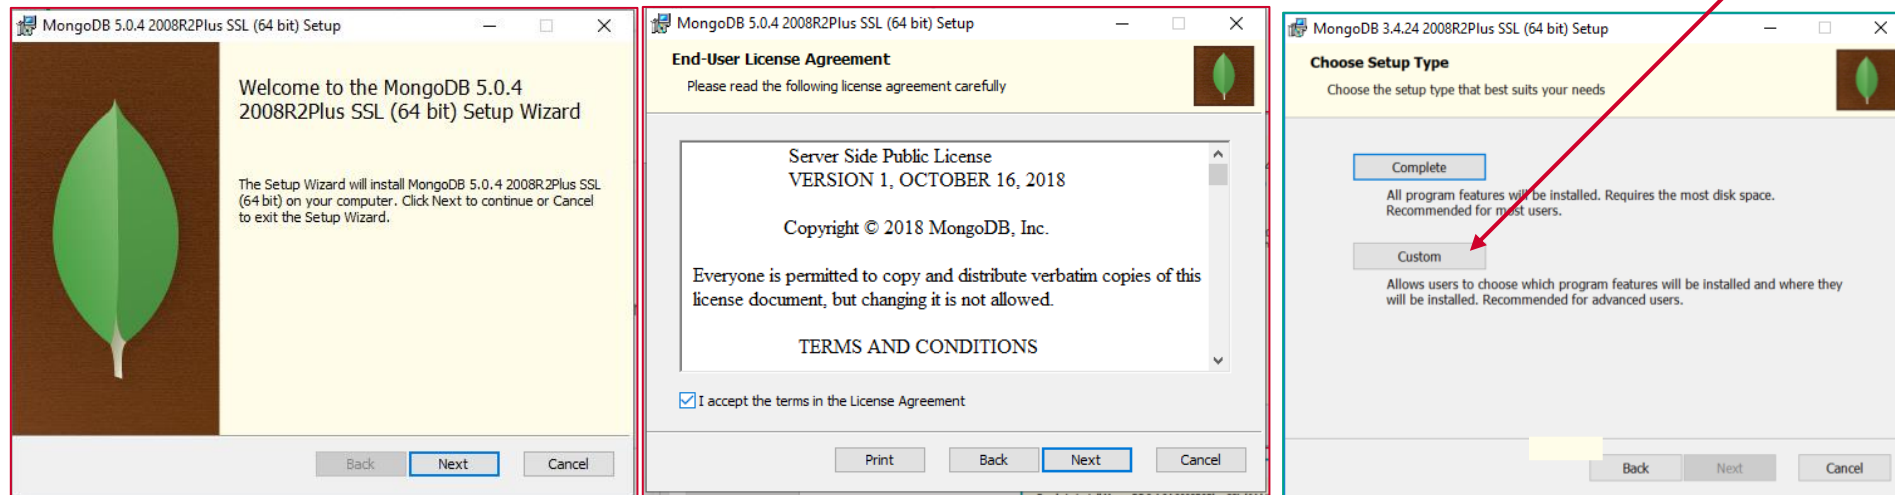 MongoDB 5.0.4 2008R2Plus SSL (64 bit) Setup
Welcome to the MongoDB 5.0.4
2008R2Plus SSL (64 bit) Setup Wizard
The Setup Wizard will install MongoDB 5.0.4 2008R2Plus SSL
(64 bit) on your computer. Click Next to continue or Cancel
to exit the Setup Wizard.
Back Next Cancel
MongoDB 5.0.4 2008R2Plus SSL (64 bit) Setup
End-User License Agreement
Please read the following license agreement carefully
Server Side Public License
VERSION 1, OCTOBER 16, 2018
Copyright © 2018 MongoDB, Inc.
Everyone is permitted to copy and distribute verbatim copies of this
license document, but changing it is not allowed.
TERMS AND CONDITIONS
I accept the terms in the License Agreement
Print Back Next Cancel
MongoDB 3.4.24 2008R2Plus SSL (64 bit) Setup
Choose Setup Type
Choose the setup type that best suits your needs
Complete
All program features will be installed. Requires the most disk space.
Recommended for most users.
Custom
Allows users to choose which program features will be installed and where they
will be installed. Recommended for advanced users.
Back Next Cancel